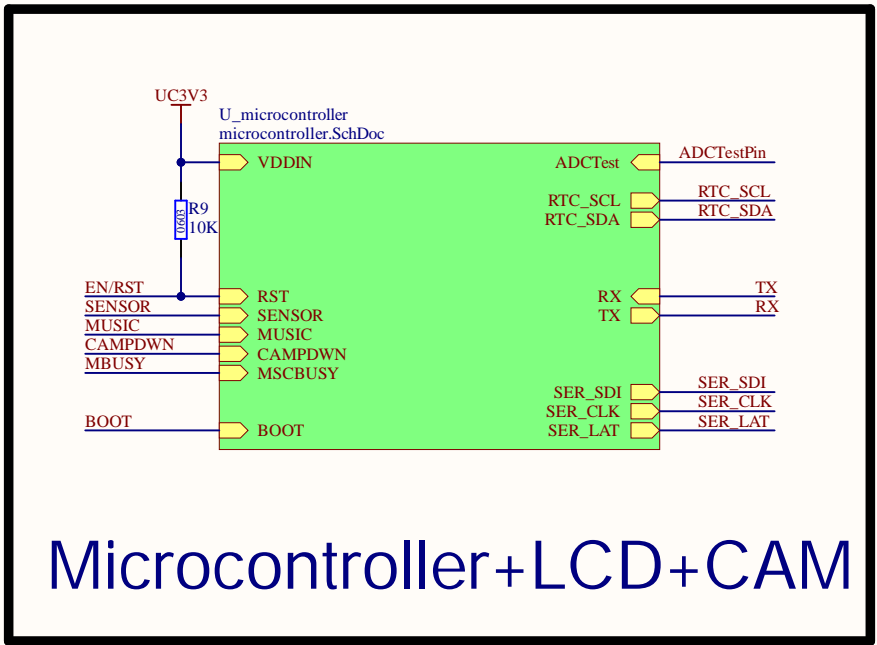 UC3V3
U_microcontroller
microcontroller.SchDoc
VDDIN
ADCTest
ADCTestPin
RTC_SCL
RTC_SCL
RTC_SDA
RTC_SDA
R9
0603
10K
EN/RST
RST
RX
TX
SENSOR
SENSOR
TX
RX
MUSIC
MUSIC
CAMPDWN
CAMPDWN
MBUSY
MSCBUSY
SER_SDI
SER_SDI
SER_CLK
SER_CLK
BOOT
BOOT
SER_LAT
SER_LAT
Microcontroller+LCD+CAM